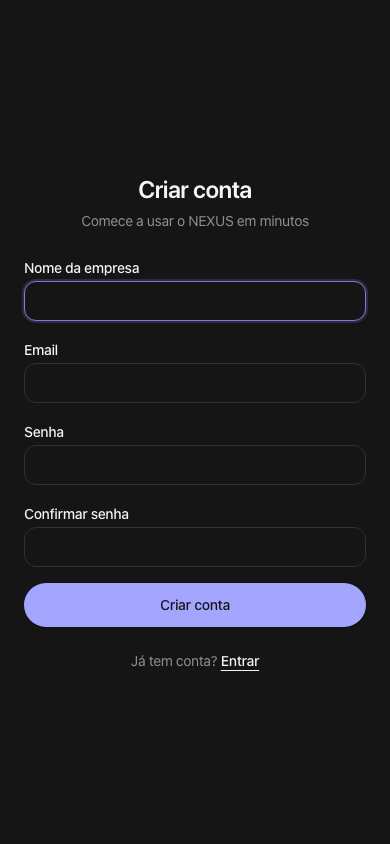 Criar conta
Comece a usar o NEXUS em minutos
Nome da empresa
Email
Senha
Confirmar senha
Criar conta
Já tem conta? Entrar